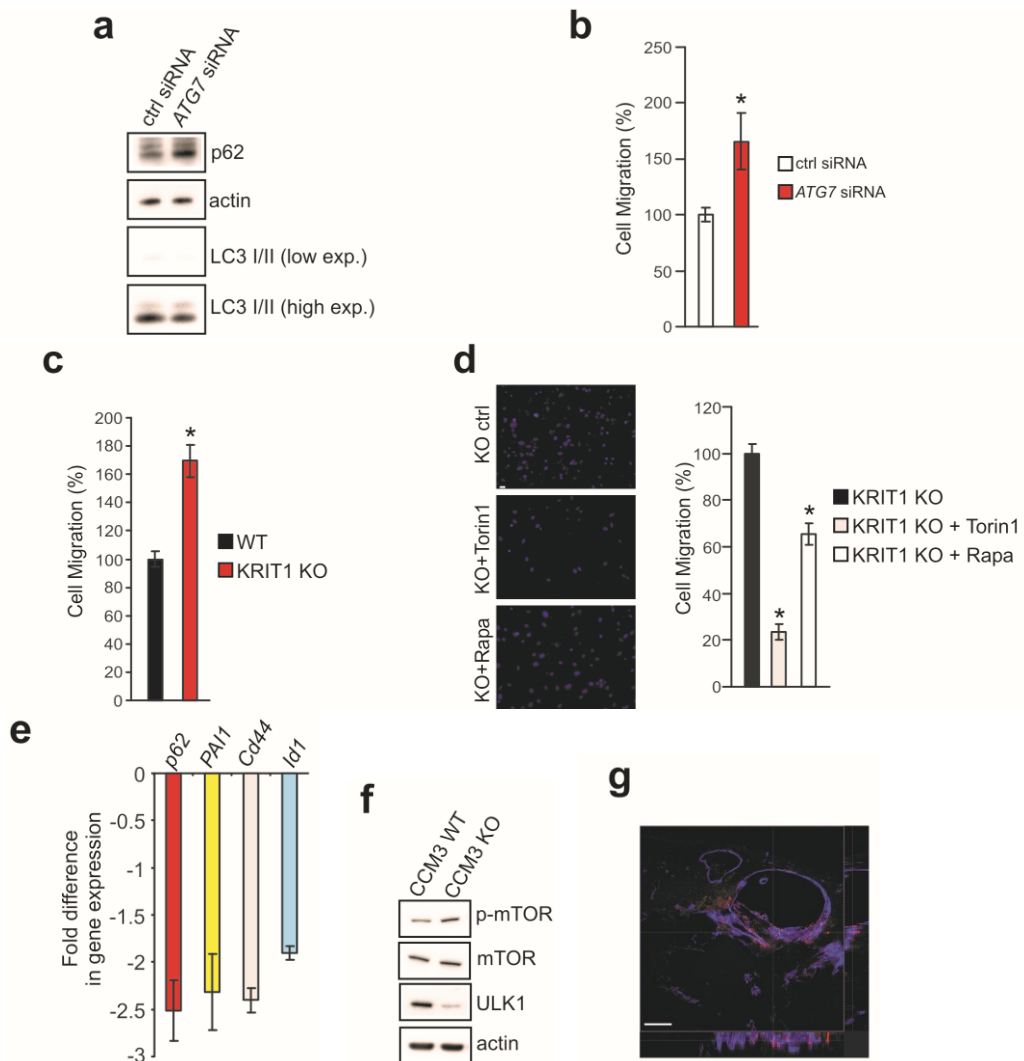 a
ctrl siRNA
ATG7 siRNA
p62
actin
LC3 I/II (low exp.)
LC3 I/II (high exp.)
b
Cell Migration (%)
250
200
150
100
50
0
*
ctrl siRNA
ATG7 siRNA
c
Cell Migration (%)
200
180
160
140
120
100
80
60
40
20
0
*
WT
KRIT1 KO
d
KO ctrl
KO+Torin1
KO+Rapa
Cell Migration (%)
120
100
80
60
40
20
0
*
*
KRIT1 KO
KRIT1 KO + Torin1
KRIT1 KO + Rapa
e
p62
PAI1
Cd44
Id1
Fold difference
in gene expression
0
-0.5
-1
-1.5
-2
-2.5
-3
f
CCM3 WT
CCM3 KO
p-mTOR
mTOR
ULK1
actin
g